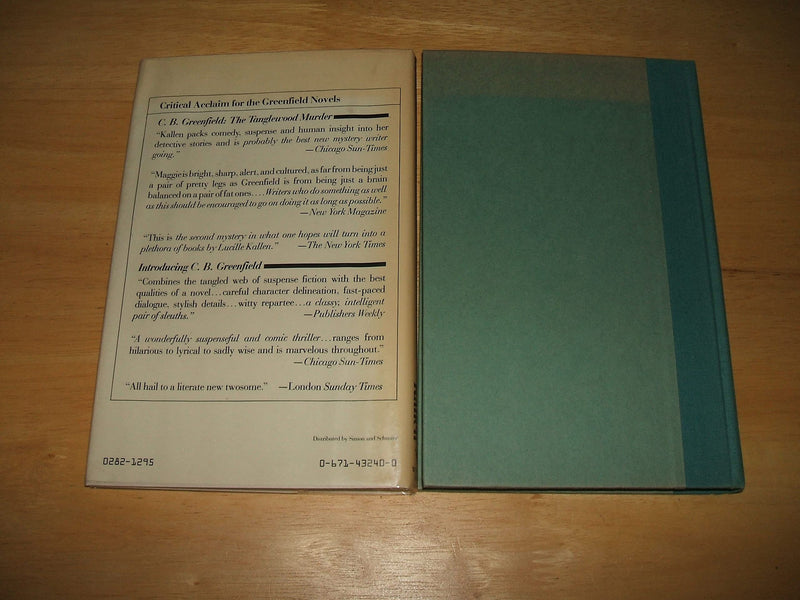 Critical Acclaim for the Greenfield Novels
C. B. Greenfield: The Tanglewood Murder
“Kallen packs comedy, suspense and human insight into her
detective stories and is probably the best new mystery writer
going.” —Chicago Sun-Times
“Maggie is bright, sharp, alert, and cultured, as far from being just
a pair of pretty legs as Greenfield is from being just a brain
balanced on a pair of fat ones. . . . Writers who do something as well
as this should be encouraged to go on doing it as long as possible.”
—New York Magazine
“This is the second mystery in what one hopes will turn into a
plethora of books by Lucille Kallen.” —The New York Times
Introducing C. B. Greenfield
“Combines the tangled web of suspense fiction with the best
qualities of a novel...careful character delineation, fast-paced
dialogue, stylish details...witty repartee...a classy, intelligent
pair of sleuths.” —Publishers Weekly
“A wonderfully suspenseful and comic thriller...ranges from
hilarious to lyrical to sadly wise and is marvelous throughout.”
—Chicago Sun-Times
“All hail to a literate new twosome.” —London Sunday Times
Distributed by Simon and Schuster
0282-1295 0-671-43240-0